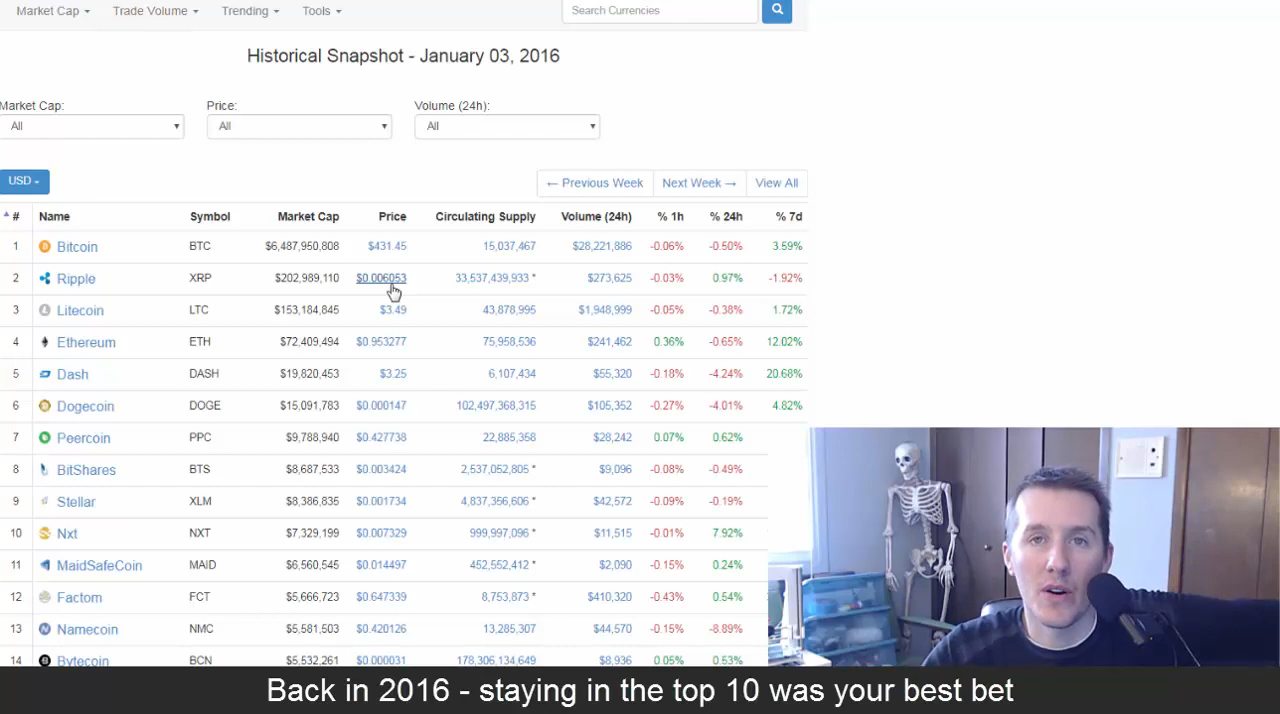 Market Cap Trade Volume Trending Tools Search Currencies
Historical Snapshot - January 03, 2016
Market Cap: Price: Volume (24h):
All All All
USD ← Previous Week Next Week → View All
# Name Symbol Market Cap Price Circulating Supply Volume (24h) % 1h % 24h % 7d
1 Bitcoin BTC $6,487,950,808 $431.45 15,037,467 $28,221,886 -0.06% -0.50% 3.59%
2 Ripple XRP $202,989,110 $0.006053 33,537,439,933 * $273,625 -0.03% 0.97% -1.92%
3 Litecoin LTC $153,184,845 $3.49 43,878,995 $1,948,999 -0.05% -0.38% 1.72%
4 Ethereum ETH $72,409,494 $0.953277 75,958,536 $241,462 0.36% -0.65% 12.02%
5 Dash DASH $19,820,453 $3.25 6,107,434 $55,320 -0.18% -4.24% 20.68%
6 Dogecoin DOGE $15,091,783 $0.000147 102,497,368,315 $105,352 -0.27% -4.01% 4.82%
7 Peercoin PPC $9,788,940 $0.427738 22,885,358 $28,242 0.07% 0.62%
8 BitShares BTS $8,687,533 $0.003424 2,537,052,805 * $9,096 -0.08% -0.49%
9 Stellar XLM $8,386,835 $0.001734 4,837,356,606 * $42,572 -0.09% -0.19%
10 Nxt NXT $7,329,199 $0.007329 999,997,096 * $11,515 -0.01% 7.92%
11 MaidSafeCoin MAID $6,560,545 $0.014497 452,552,412 * $2,090 -0.15% 0.24%
12 Factom FCT $5,666,723 $0.647339 8,753,873 * $410,320 -0.43% 0.54%
13 Namecoin NMC $5,581,503 $0.420126 13,285,307 $44,570 -0.15% -8.89%
14 Bytecoin BCN $5,532,261 $0.000031 178,306,134,649 $8,936 0.05% 0.53%
Back in 2016 - staying in the top 10 was your best bet